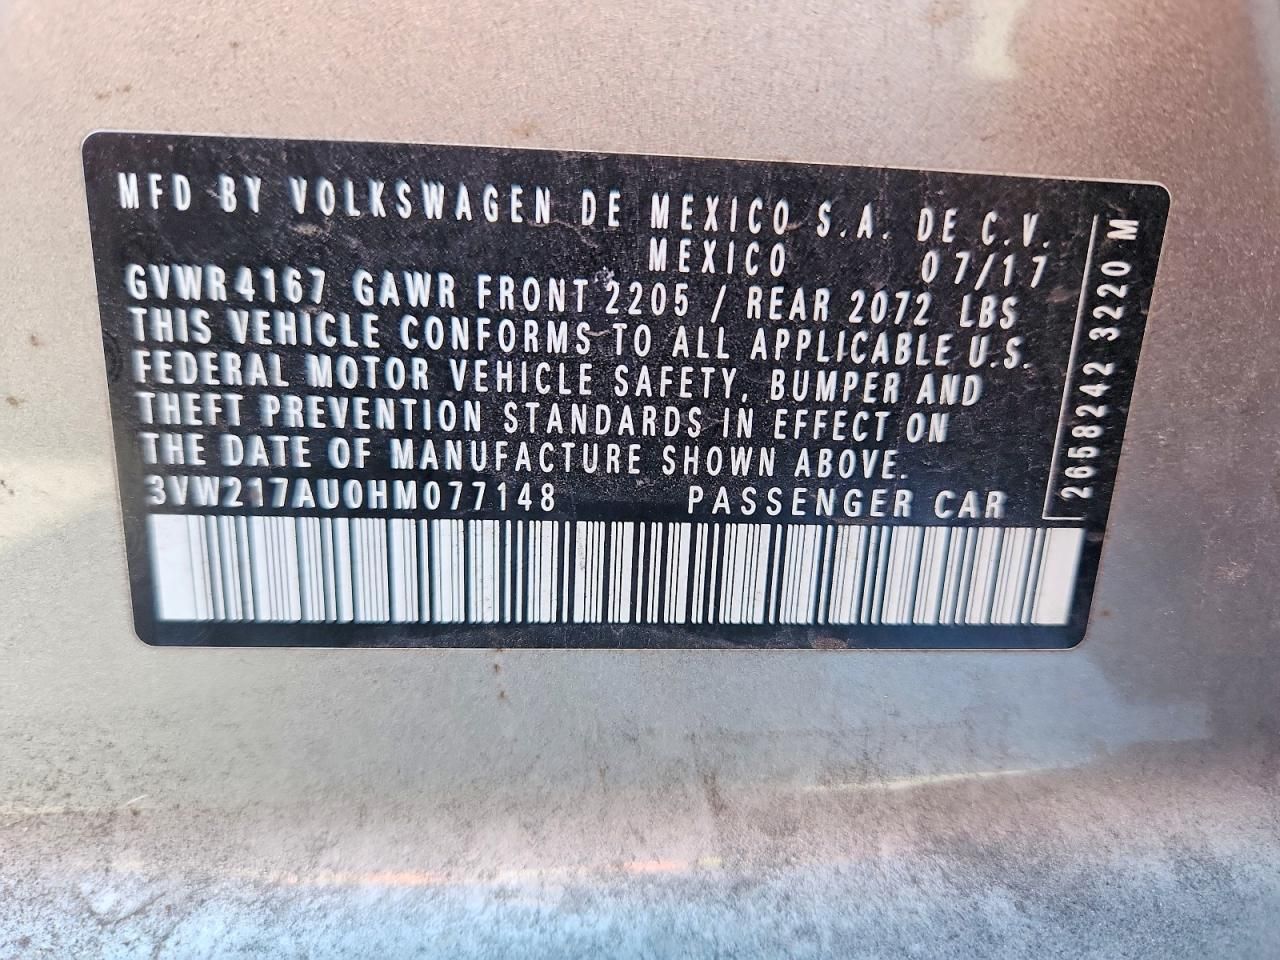 MFD BY VOLKSWAGEN DE MEXICO S.A. DE C.V.
MEXICO 07/17
GVWR 4167 GAWR FRONT 2205 / REAR 2072 LBS
THIS VEHICLE CONFORMS TO ALL APPLICABLE U.S.
FEDERAL MOTOR VEHICLE SAFETY, BUMPER AND
THEFT PREVENTION STANDARDS IN EFFECT ON
THE DATE OF MANUFACTURE SHOWN ABOVE.
3VW217AU0HM077148 PASSENGER CAR
2658242 3220 M